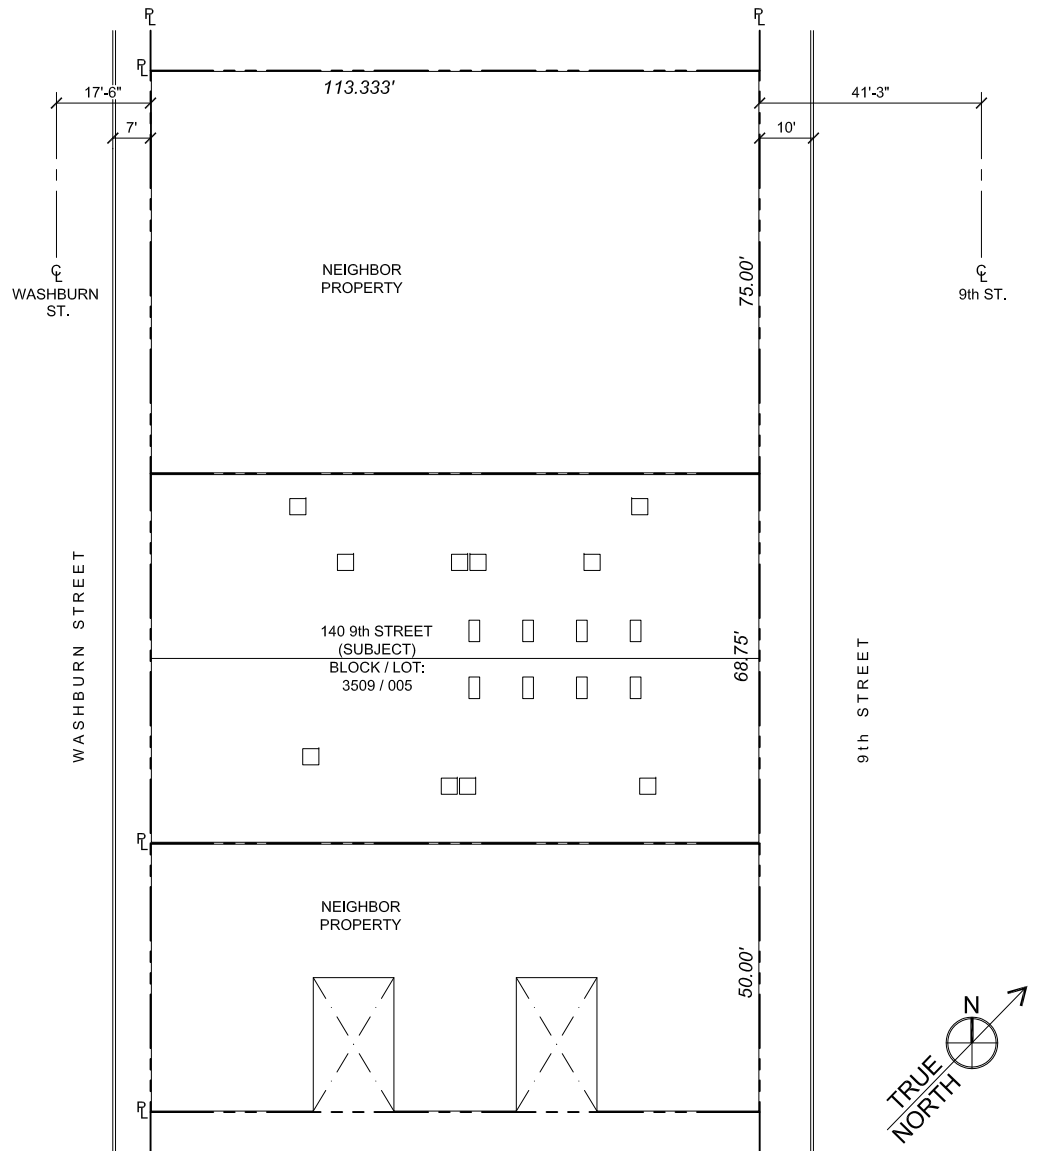 PL
PL
PL
113.333'
17'-6"
41'-3"
7'
10'
NEIGHBOR
PROPERTY
75.00'
CL
WASHBURN
ST.
CL
9th ST.
WASHBURN STREET
140 9th STREET
(SUBJECT)
BLOCK / LOT:
3509 / 005
68.75'
9th STREET
PL
NEIGHBOR
PROPERTY
50.00'
N
TRUE
NORTH
PL